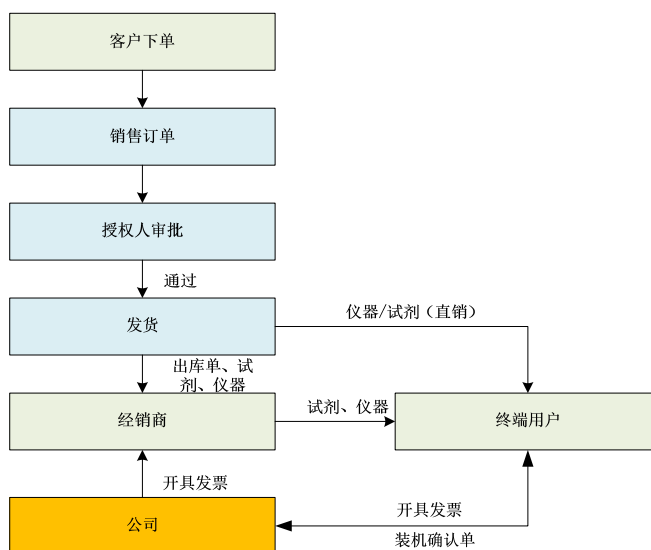 客户下单
销售订单
授权人审批
通过
发货
仪器/试剂（直销）
出库单、试
剂、仪器
经销商
试剂、仪器
终端用户
开具发票
公司
开具发票
装机确认单